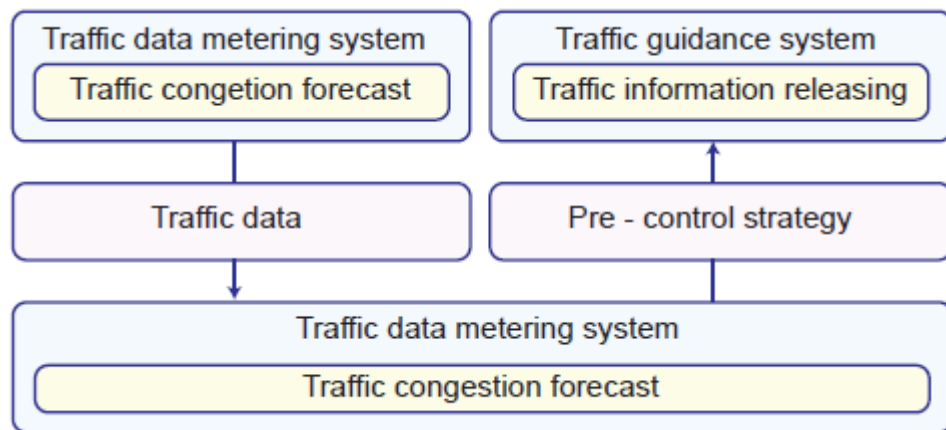 Traffic data metering system
Traffic congetion forecast
Traffic guidance system
Traffic information releasing
Traffic data
Pre - control strategy
Traffic data metering system
Traffic congestion forecast